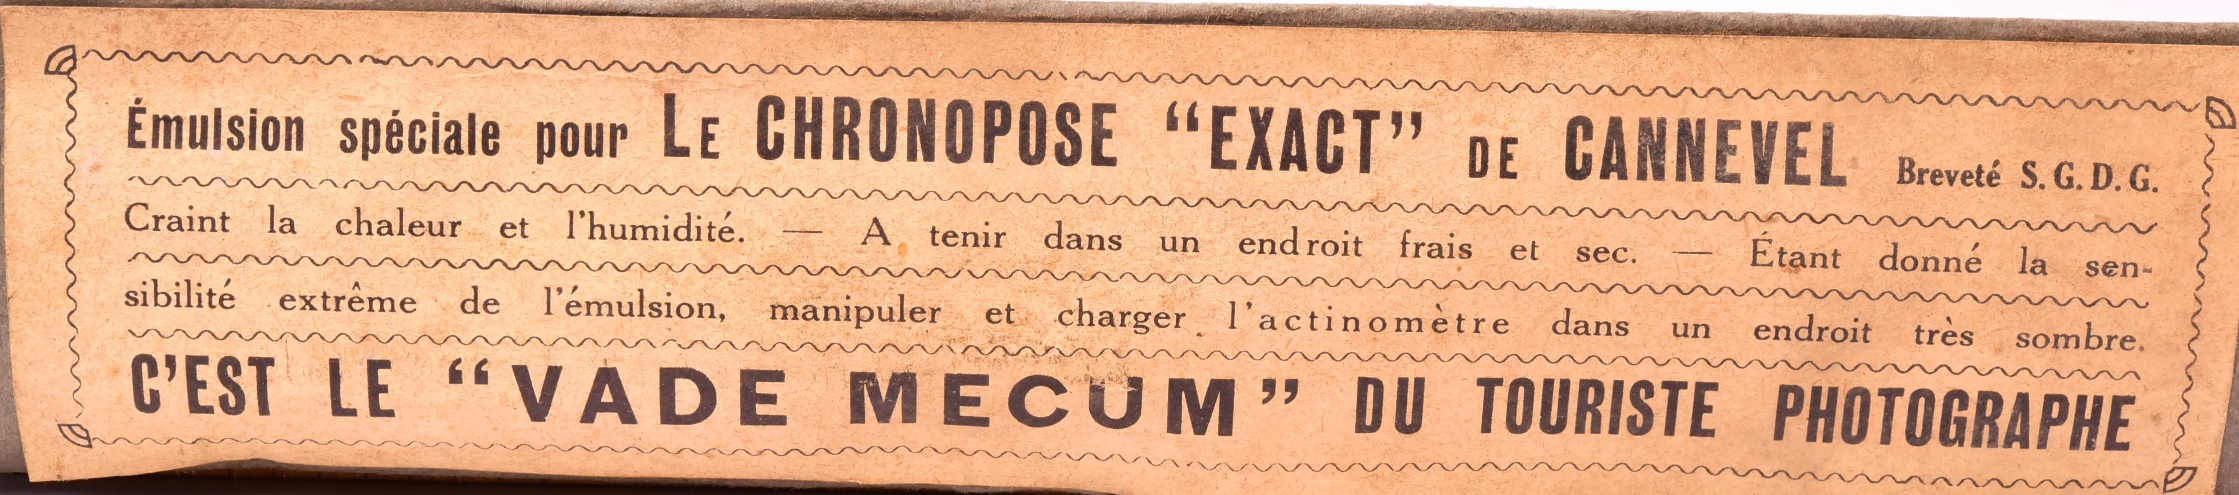 Émulsion spéciale pour LE CHRONOPOSE “EXACT” DE CANNEVEL Breveté S. G. D. G.
Craint la chaleur et l'humidité. — A tenir dans un endroit frais et sec. — Étant donné la sen-
sibilité extrême de l'émulsion, manipuler et charger l'actinomètre dans un endroit très sombre.
C'EST LE “VADE MECUM” DU TOURISTE PHOTOGRAPHE